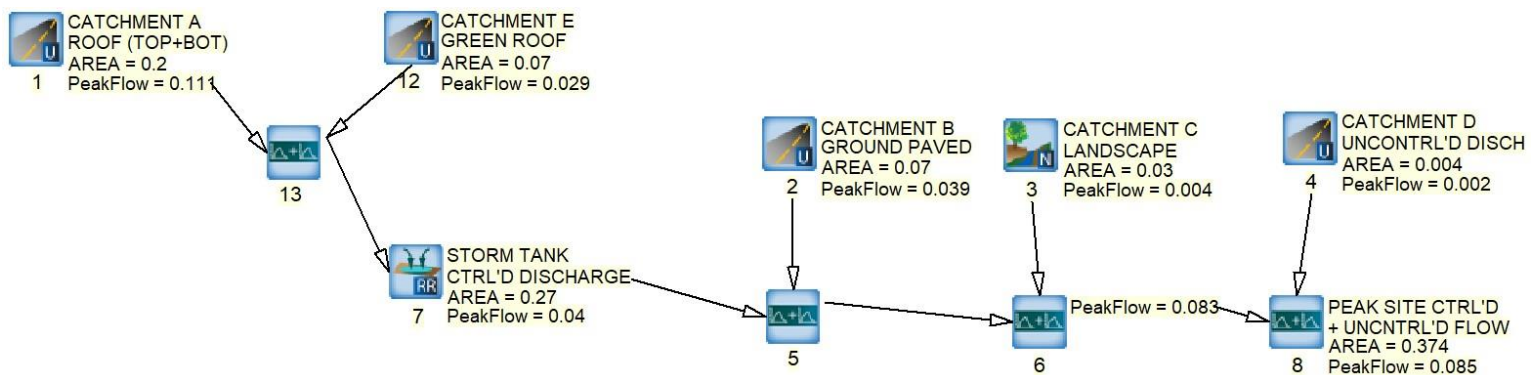 CATCHMENT A
ROOF (TOP+BOT)
AREA = 0.2
PeakFlow = 0.111
U
1
CATCHMENT E
GREEN ROOF
AREA = 0.07
PeakFlow = 0.029
U
12
13
CATCHMENT B
GROUND PAVED
AREA = 0.07
PeakFlow = 0.039
U
2
CATCHMENT C
LANDSCAPE
AREA = 0.03
PeakFlow = 0.004
N
3
CATCHMENT D
UNCONTRL'D DISCH
AREA = 0.004
PeakFlow = 0.002
U
4
STORM TANK
CTRL'D DISCHARGE
AREA = 0.27
PeakFlow = 0.04
RR
7
5
PeakFlow = 0.083
6
PEAK SITE CTRL'D
+ UNCNTRL'D FLOW
AREA = 0.374
PeakFlow = 0.085
8